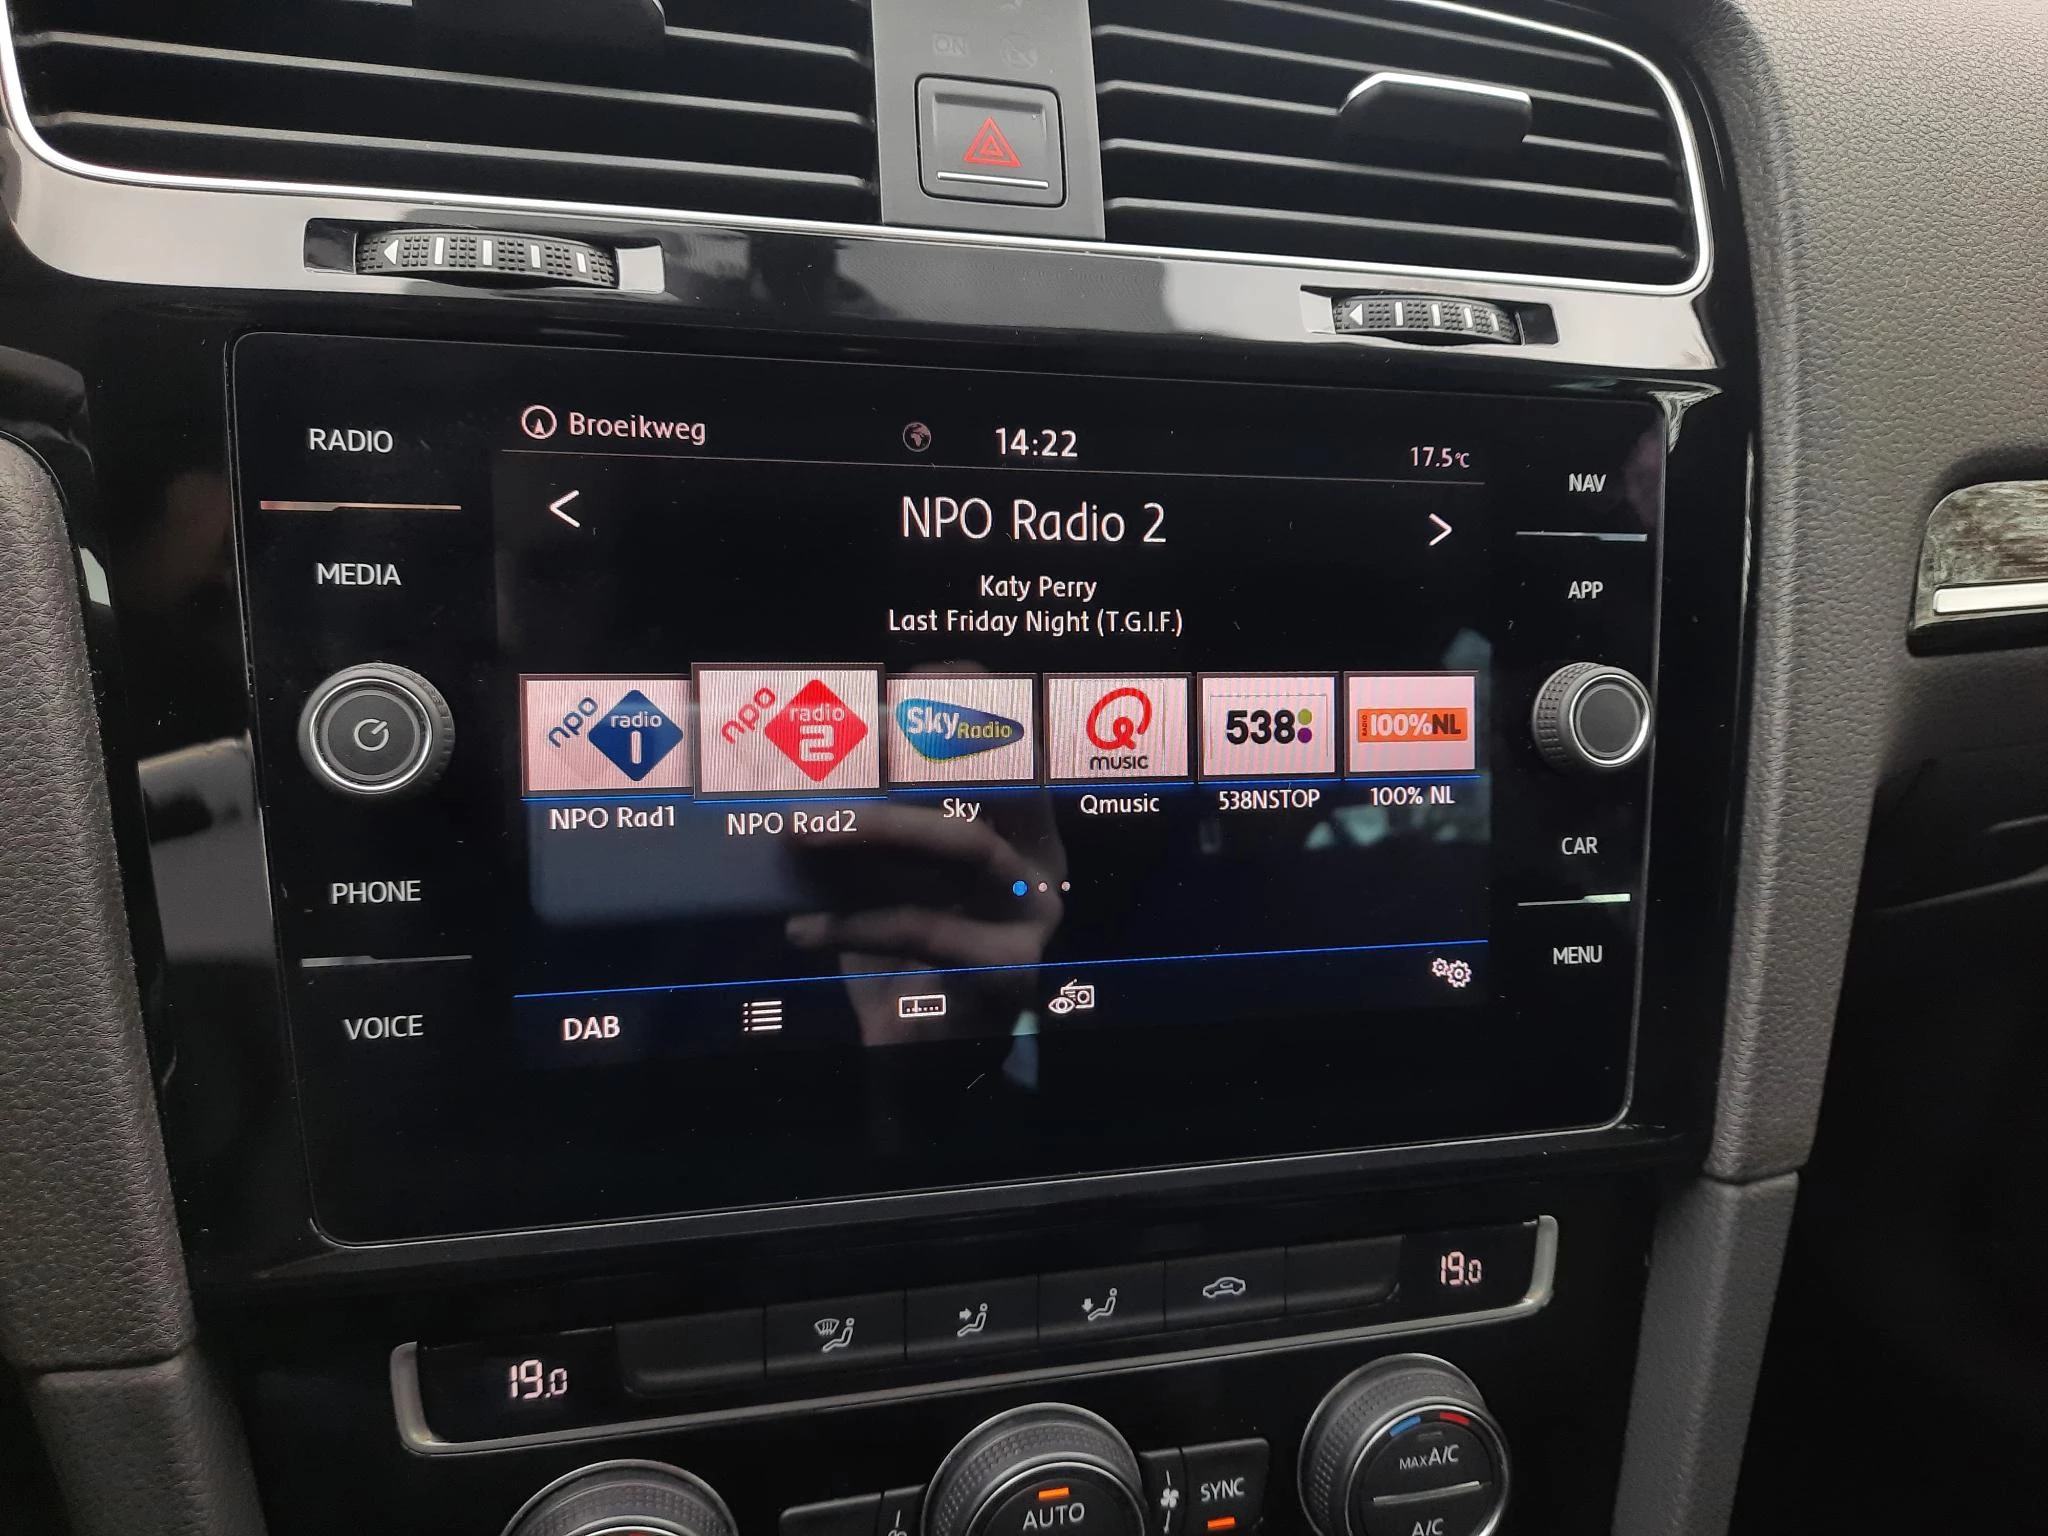 ON
RADIO
MEDIA
PHONE
VOICE
Broeikweg
14:22
17.5°C
< NPO Radio 2 >
Katy Perry
Last Friday Night (T.G.I.F.)
npo radio 1
npo radio 2
Sky Radio
Q music
538
RADIO 100%NL
NPO Rad1
NPO Rad2
Sky
Qmusic
538NSTOP
100% NL
DAB
NAV
APP
CAR
MENU
19.0
19.0
AUTO
SYNC
MAX A/C
A/C